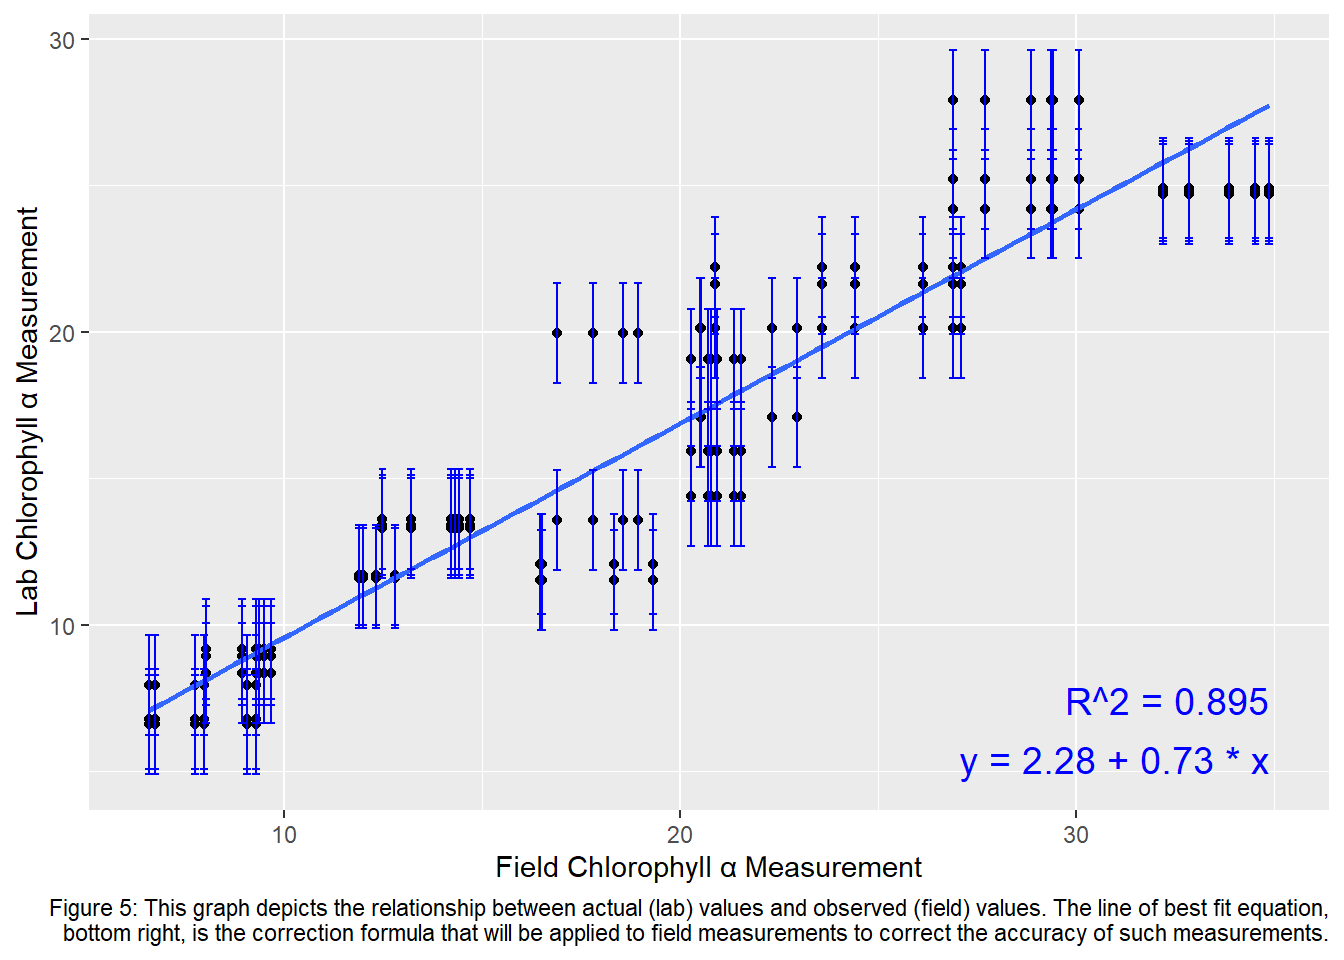 30
20
10
Lab Chlorophyll α Measurement
R^2 = 0.895
y = 2.28 + 0.73 * x
10 20 30
Field Chlorophyll α Measurement
Figure 5: This graph depicts the relationship between actual (lab) values and observed (field) values. The line of best fit equation,
bottom right, is the correction formula that will be applied to field measurements to correct the accuracy of such measurements.